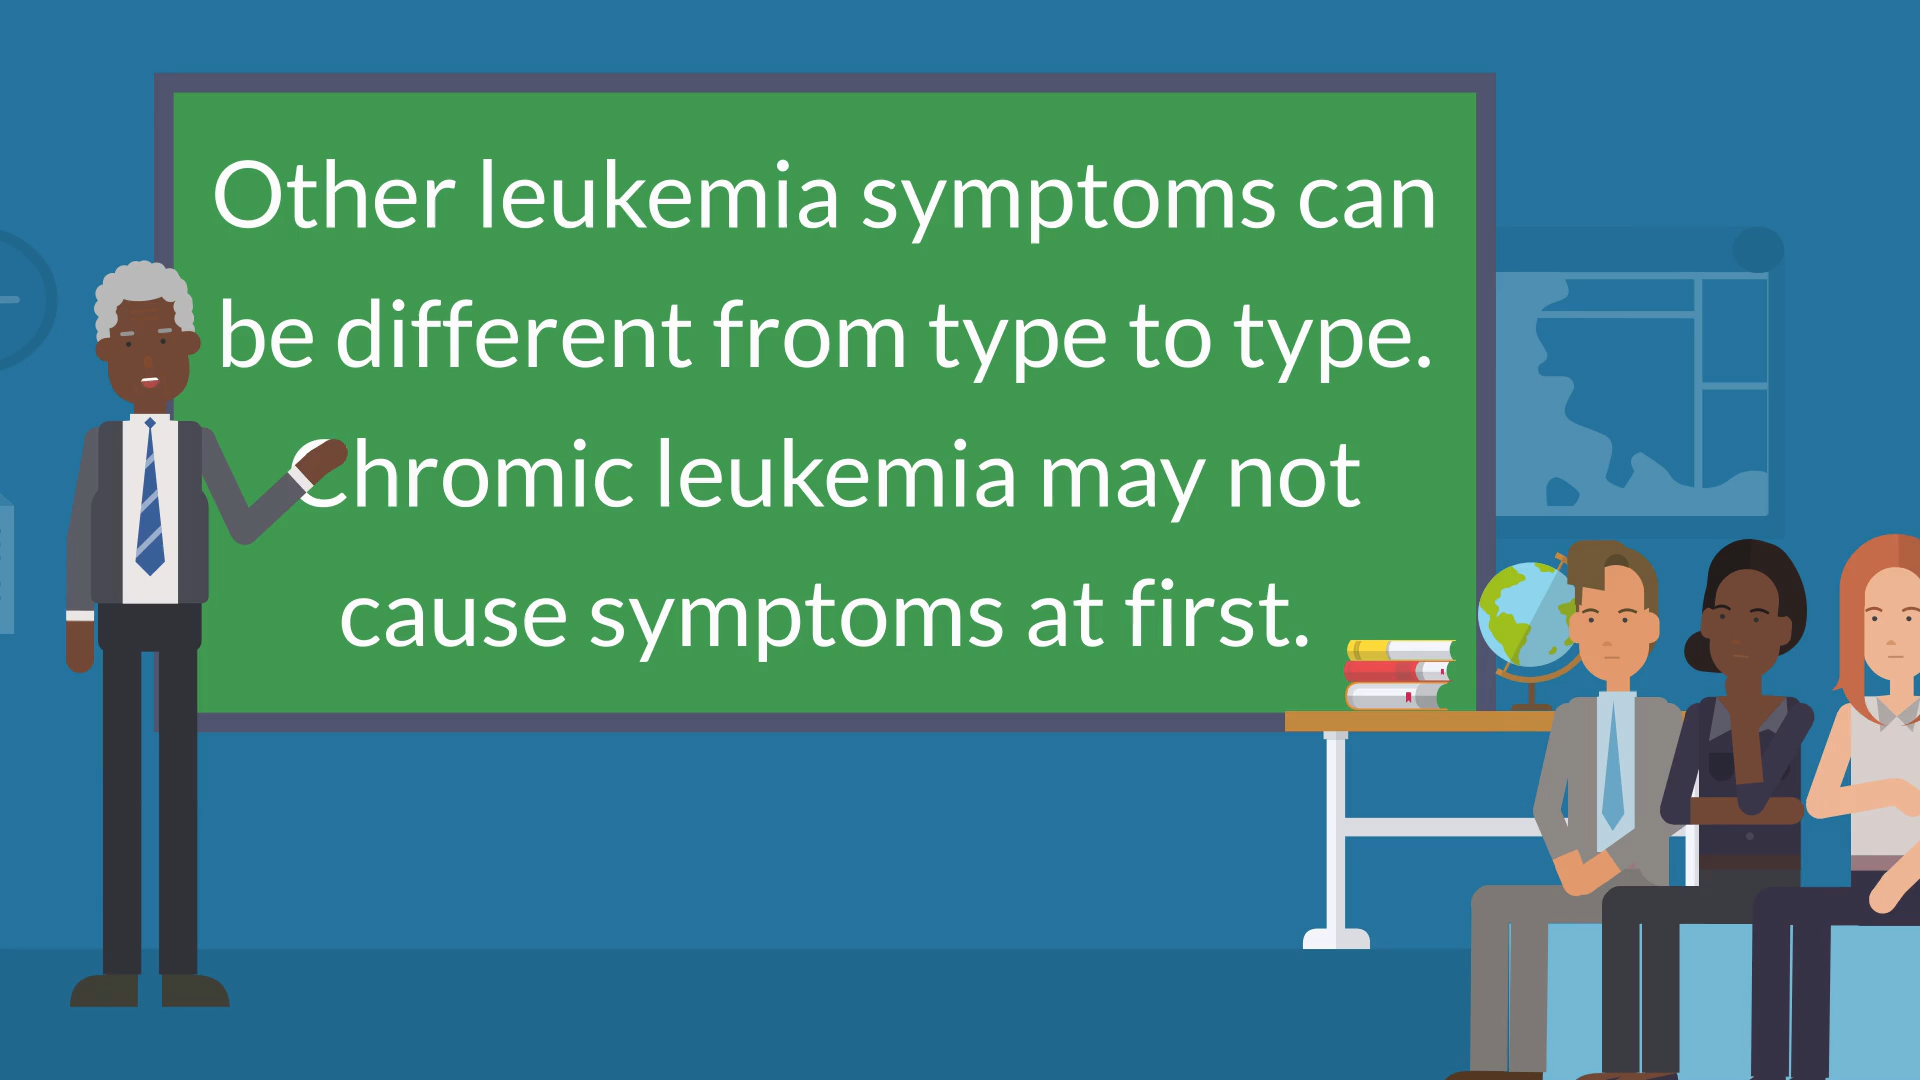 Other leukemia symptoms can
be different from type to type.
Chromic leukemia may not
cause symptoms at first.